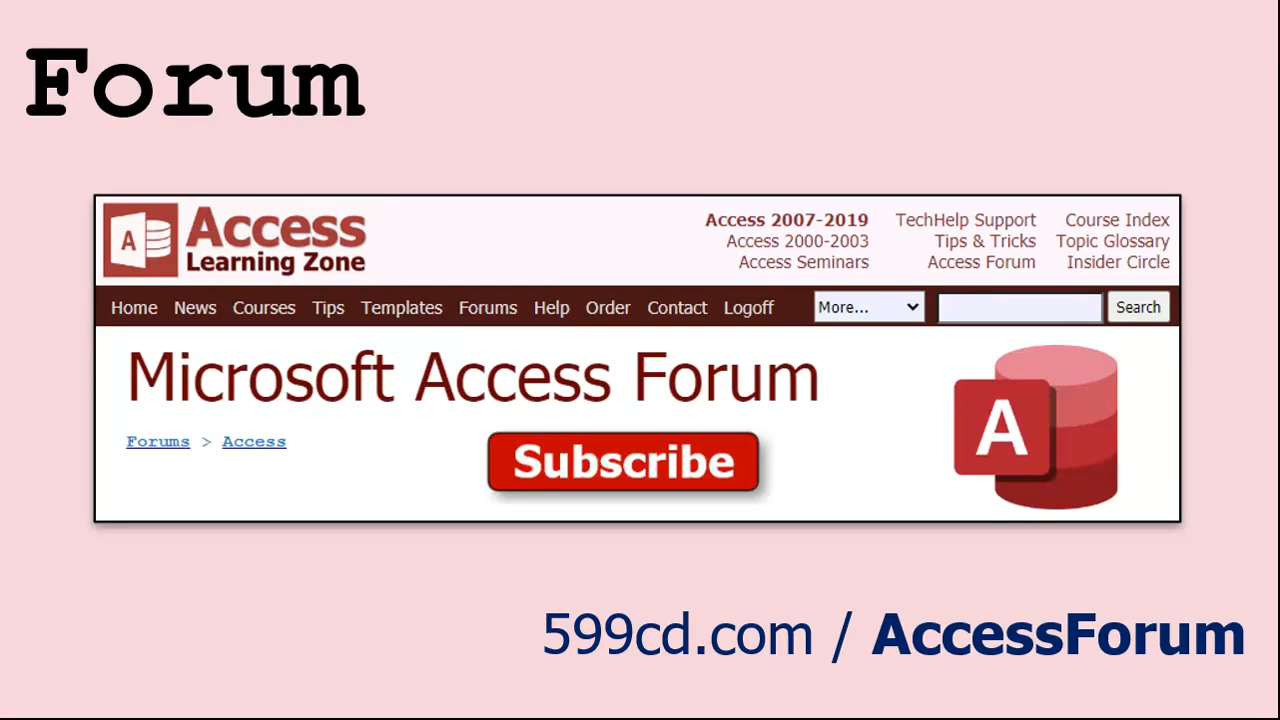 Forum
A
Access
Learning Zone
Access 2007-2019 TechHelp Support Course Index
Access 2000-2003 Tips & Tricks Topic Glossary
Access Seminars Access Forum Insider Circle
Home News Courses Tips Templates Forums Help Order Contact Logoff More... Search
Microsoft Access Forum
Forums > Access
Subscribe
A
599cd.com / AccessForum